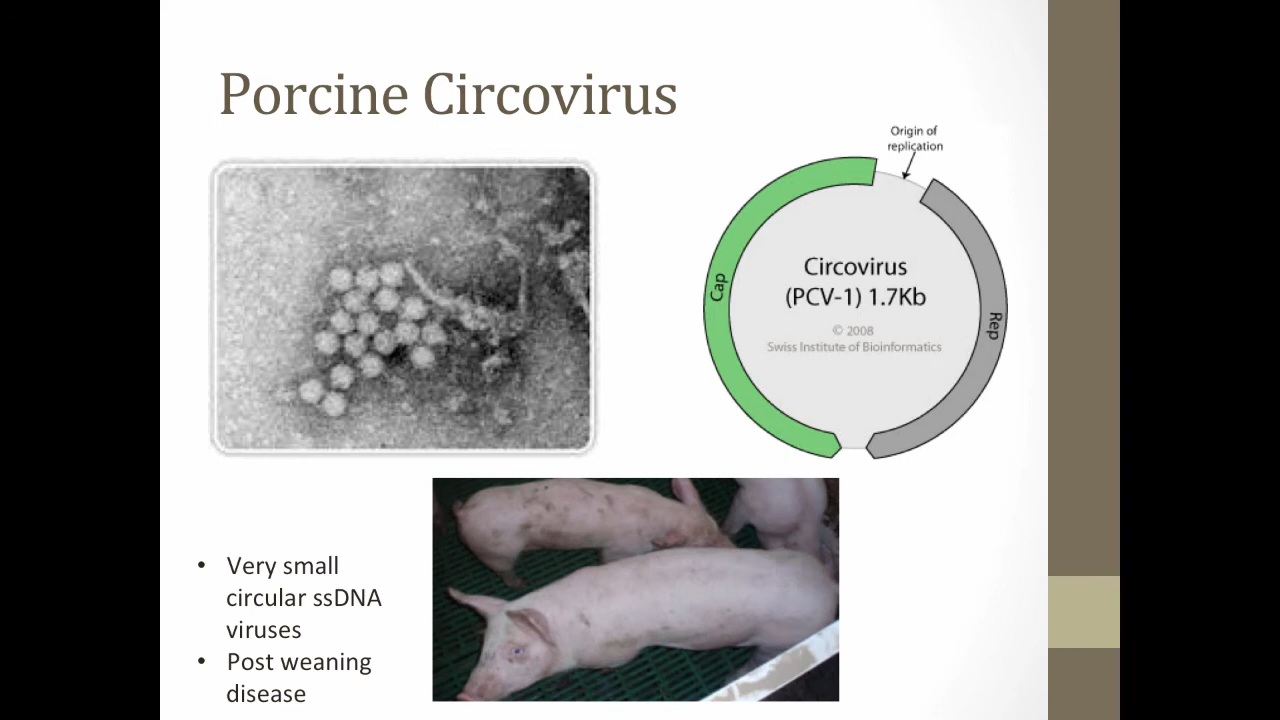 Porcine Circovirus
Origin of
replication
Cap
Circovirus
(PCV-1) 1.7Kb
© 2008
Swiss Institute of Bioinformatics
Rep
• Very small
circular ssDNA
viruses
• Post weaning
disease